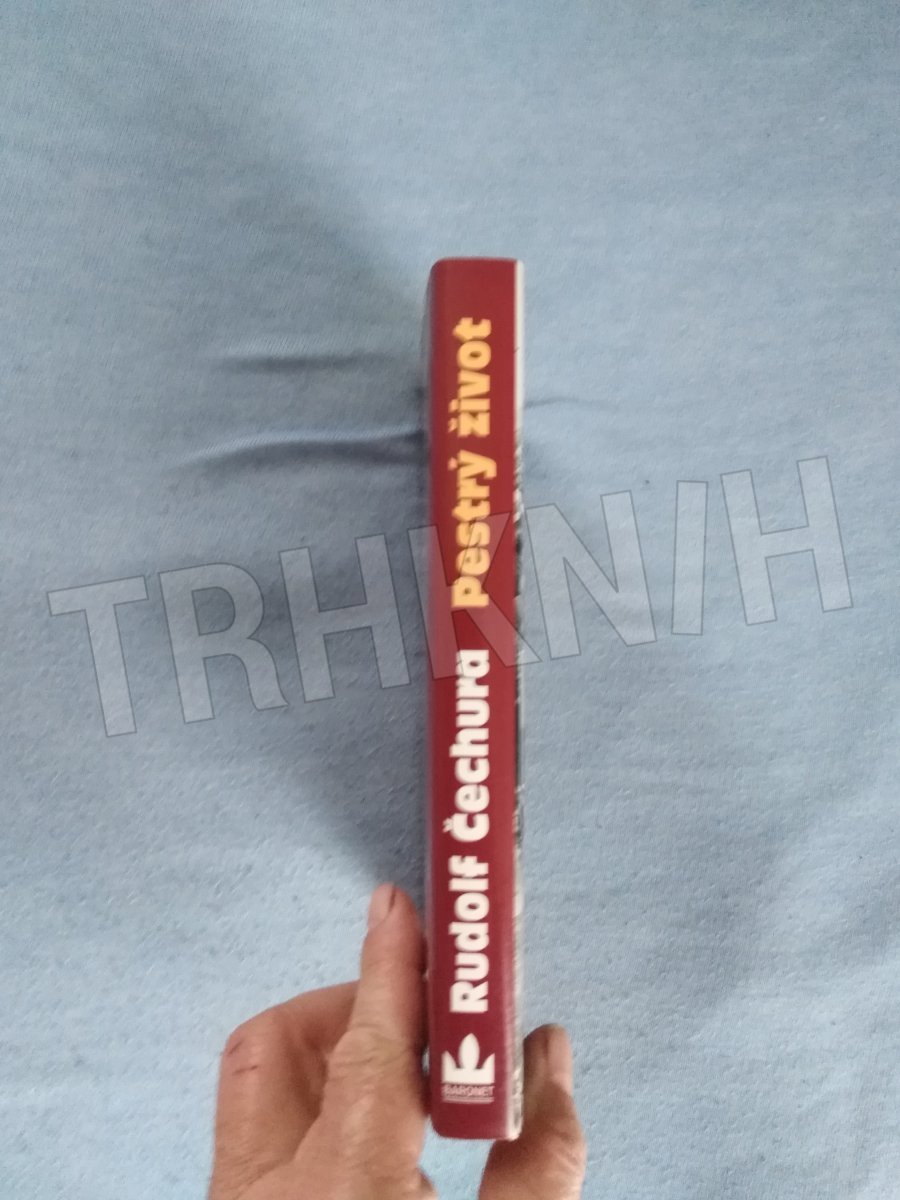 Rudolf Čechura Pestrý život
BARONET
TRHKNIH